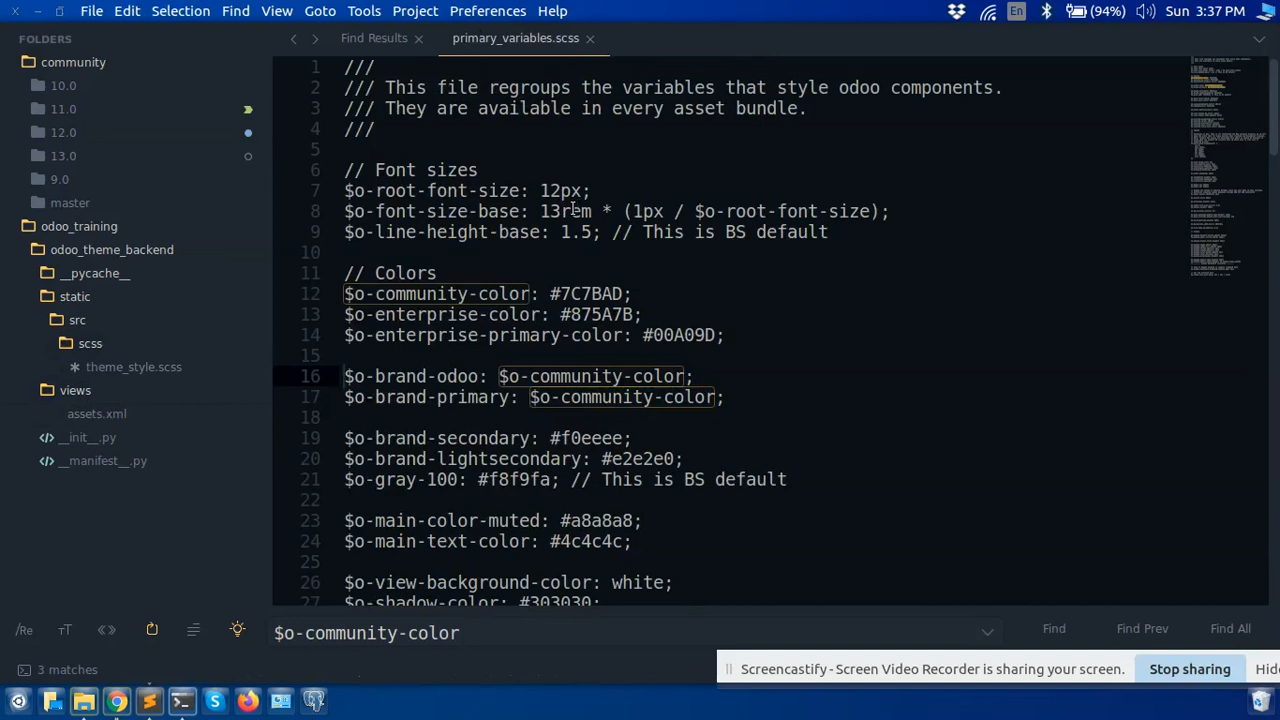 File Edit Selection Find View Goto Tools Project Preferences Help
En (94%) Sun 3:37 PM
FOLDERS
community
10.0
11.0
12.0
13.0
9.0
master
odoo_training
odoo_theme_backend
__pycache__
static
src
scss
theme_style.scss
views
assets.xml
__init__.py
__manifest__.py
Find Results
primary_variables.scss
1 ///
2 /// This file regroups the variables that style odoo components.
3 /// They are available in every asset bundle.
4 ///
5
6 // Font sizes
7 $o-root-font-size: 12px;
8 $o-font-size-base: 13rem * (1px / $o-root-font-size);
9 $o-line-height-base: 1.5; // This is BS default
10
11 // Colors
12 $o-community-color: #7C7BAD;
13 $o-enterprise-color: #875A7B;
14 $o-enterprise-primary-color: #00A09D;
15
16 $o-brand-odoo: $o-community-color;
17 $o-brand-primary: $o-community-color;
18
19 $o-brand-secondary: #f0eeee;
20 $o-brand-lightsecondary: #e2e2e0;
21 $o-gray-100: #f8f9fa; // This is BS default
22
23 $o-main-color-muted: #a8a8a8;
24 $o-main-text-color: #4c4c4c;
25
26 $o-view-background-color: white;
27 $o-shadow-color: #303030;
/Re
$o-community-color
Find Find Prev Find All
3 matches
Screencastify - Screen Video Recorder is sharing your screen. Stop sharing Hide